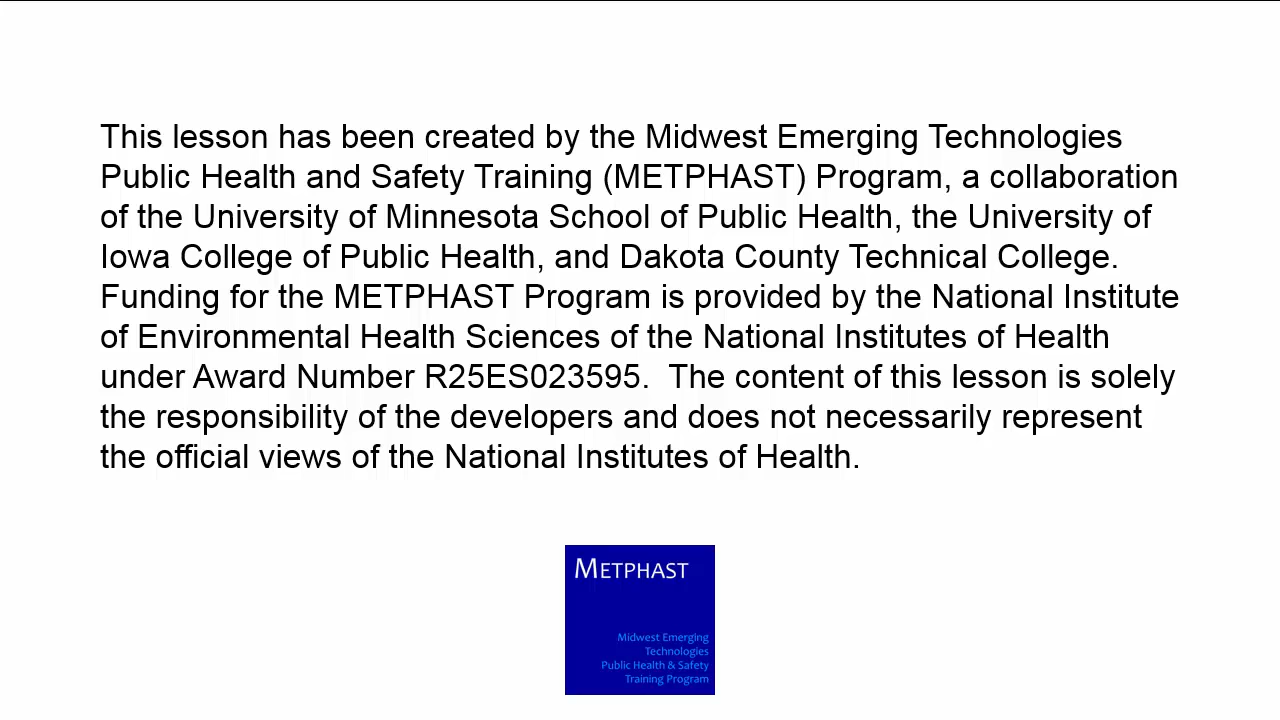 This lesson has been created by the Midwest Emerging Technologies
Public Health and Safety Training (METPHAST) Program, a collaboration
of the University of Minnesota School of Public Health, the University of
Iowa College of Public Health, and Dakota County Technical College.
Funding for the METPHAST Program is provided by the National Institute
of Environmental Health Sciences of the National Institutes of Health
under Award Number R25ES023595.  The content of this lesson is solely
the responsibility of the developers and does not necessarily represent
the official views of the National Institutes of Health.
METPHAST
Midwest Emerging
Technologies
Public Health & Safety
Training Program